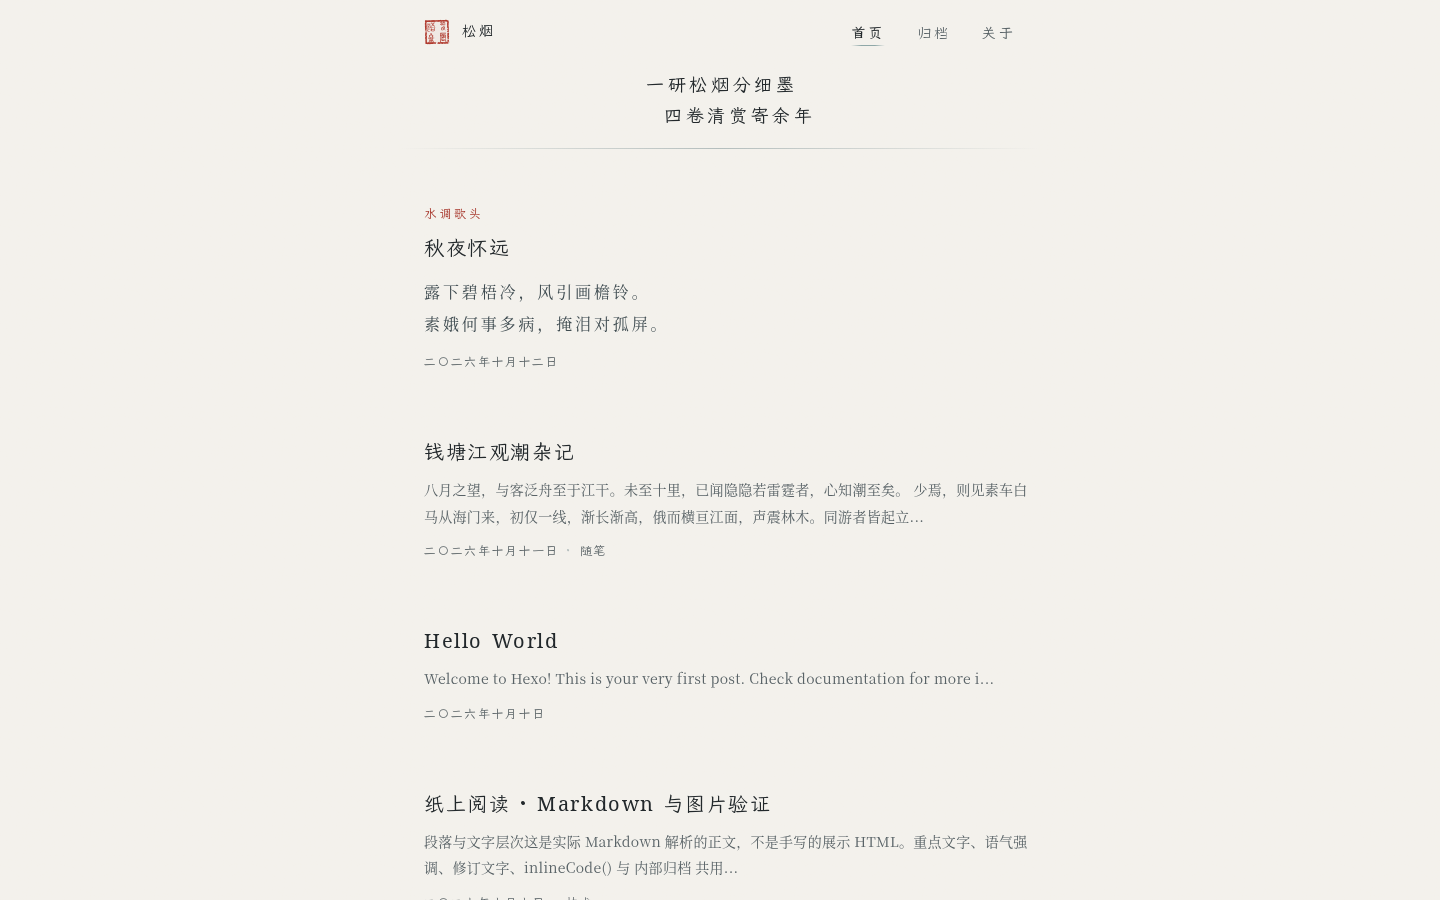 松烟
首页 归档 关于
一研松烟分细墨
四卷清赏寄余年
水调歌头
秋夜怀远
露下碧梧冷，风引画檐铃。
素娥何事多病，掩泪对孤屏。
二〇二六年十月十二日
钱塘江观潮杂记
八月之望，与客泛舟至于江干。未至十里，已闻隐隐若雷霆者，心知潮至矣。 少焉，则见素车白
马从海门来，初仅一线，渐长渐高，俄而横亘江面，声震林木。同游者皆起立...
二〇二六年十月十一日 · 随笔
Hello World
Welcome to Hexo! This is your very first post. Check documentation for more i...
二〇二六年十月十日
纸上阅读・Markdown 与图片验证
段落与文字层次这是实际 Markdown 解析的正文，不是手写的展示 HTML。重点文字、语气强
调、修订文字、inlineCode() 与 内部归档 共用...